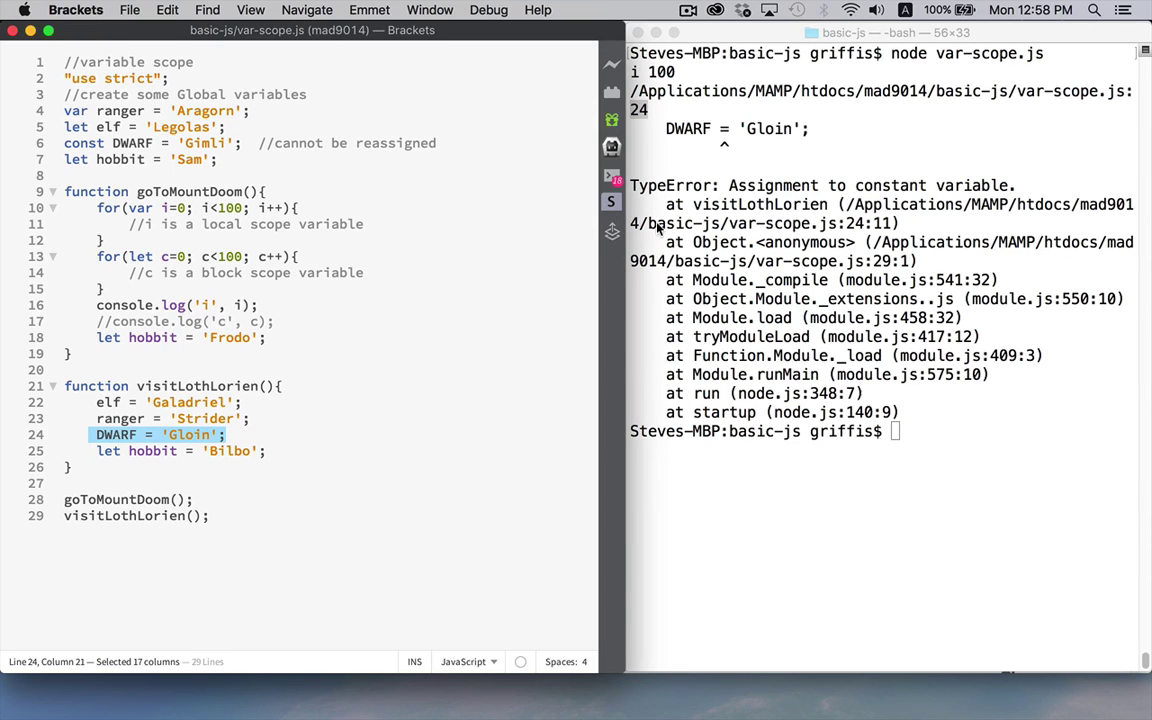 Brackets File Edit Find View Navigate Emmet Window Debug Help A 100% Mon 12:58 PM
basic-js/var-scope.js (mad9014) — Brackets
1 //variable scope
2 "use strict";
3 //create some Global variables
4 var ranger = 'Aragorn';
5 let elf = 'Legolas';
6 const DWARF = 'Gimli';  //cannot be reassigned
7 let hobbit = 'Sam';
8
9 function goToMountDoom(){
10     for(var i=0; i<100; i++){
11         //i is a local scope variable
12     }
13     for(let c=0; c<100; c++){
14         //c is a block scope variable
15     }
16     console.log('i', i);
17     //console.log('c', c);
18     let hobbit = 'Frodo';
19 }
20
21 function visitLothLorien(){
22     elf = 'Galadriel';
23     ranger = 'Strider';
24     DWARF = 'Gloin';
25     let hobbit = 'Bilbo';
26 }
27
28 goToMountDoom();
29 visitLothLorien();
Line 24, Column 21 — Selected 17 columns — 29 Lines INS JavaScript Spaces: 4
18
S
basic-js — -bash — 56×33
Steves-MBP:basic-js griffis$ node var-scope.js
i 100
/Applications/MAMP/htdocs/mad9014/basic-js/var-scope.js:
24
    DWARF = 'Gloin';
          ^
TypeError: Assignment to constant variable.
    at visitLothLorien (/Applications/MAMP/htdocs/mad901
4/basic-js/var-scope.js:24:11)
    at Object.<anonymous> (/Applications/MAMP/htdocs/mad
9014/basic-js/var-scope.js:29:1)
    at Module._compile (module.js:541:32)
    at Object.Module._extensions..js (module.js:550:10)
    at Module.load (module.js:458:32)
    at tryModuleLoad (module.js:417:12)
    at Function.Module._load (module.js:409:3)
    at Module.runMain (module.js:575:10)
    at run (node.js:348:7)
    at startup (node.js:140:9)
Steves-MBP:basic-js griffis$